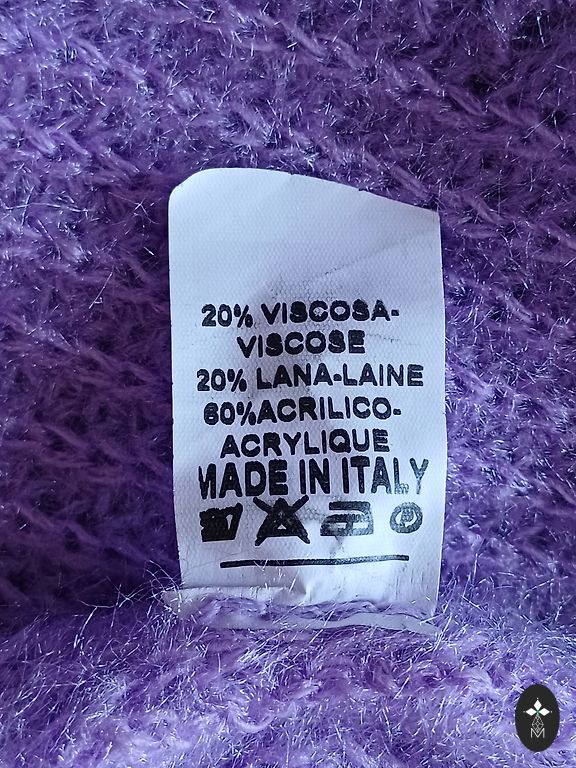 20% VISCOSA-
VISCOSE
20% LANA-LAINE
60%ACRILICO-
ACRYLIQUE
MADE IN ITALY
P
M